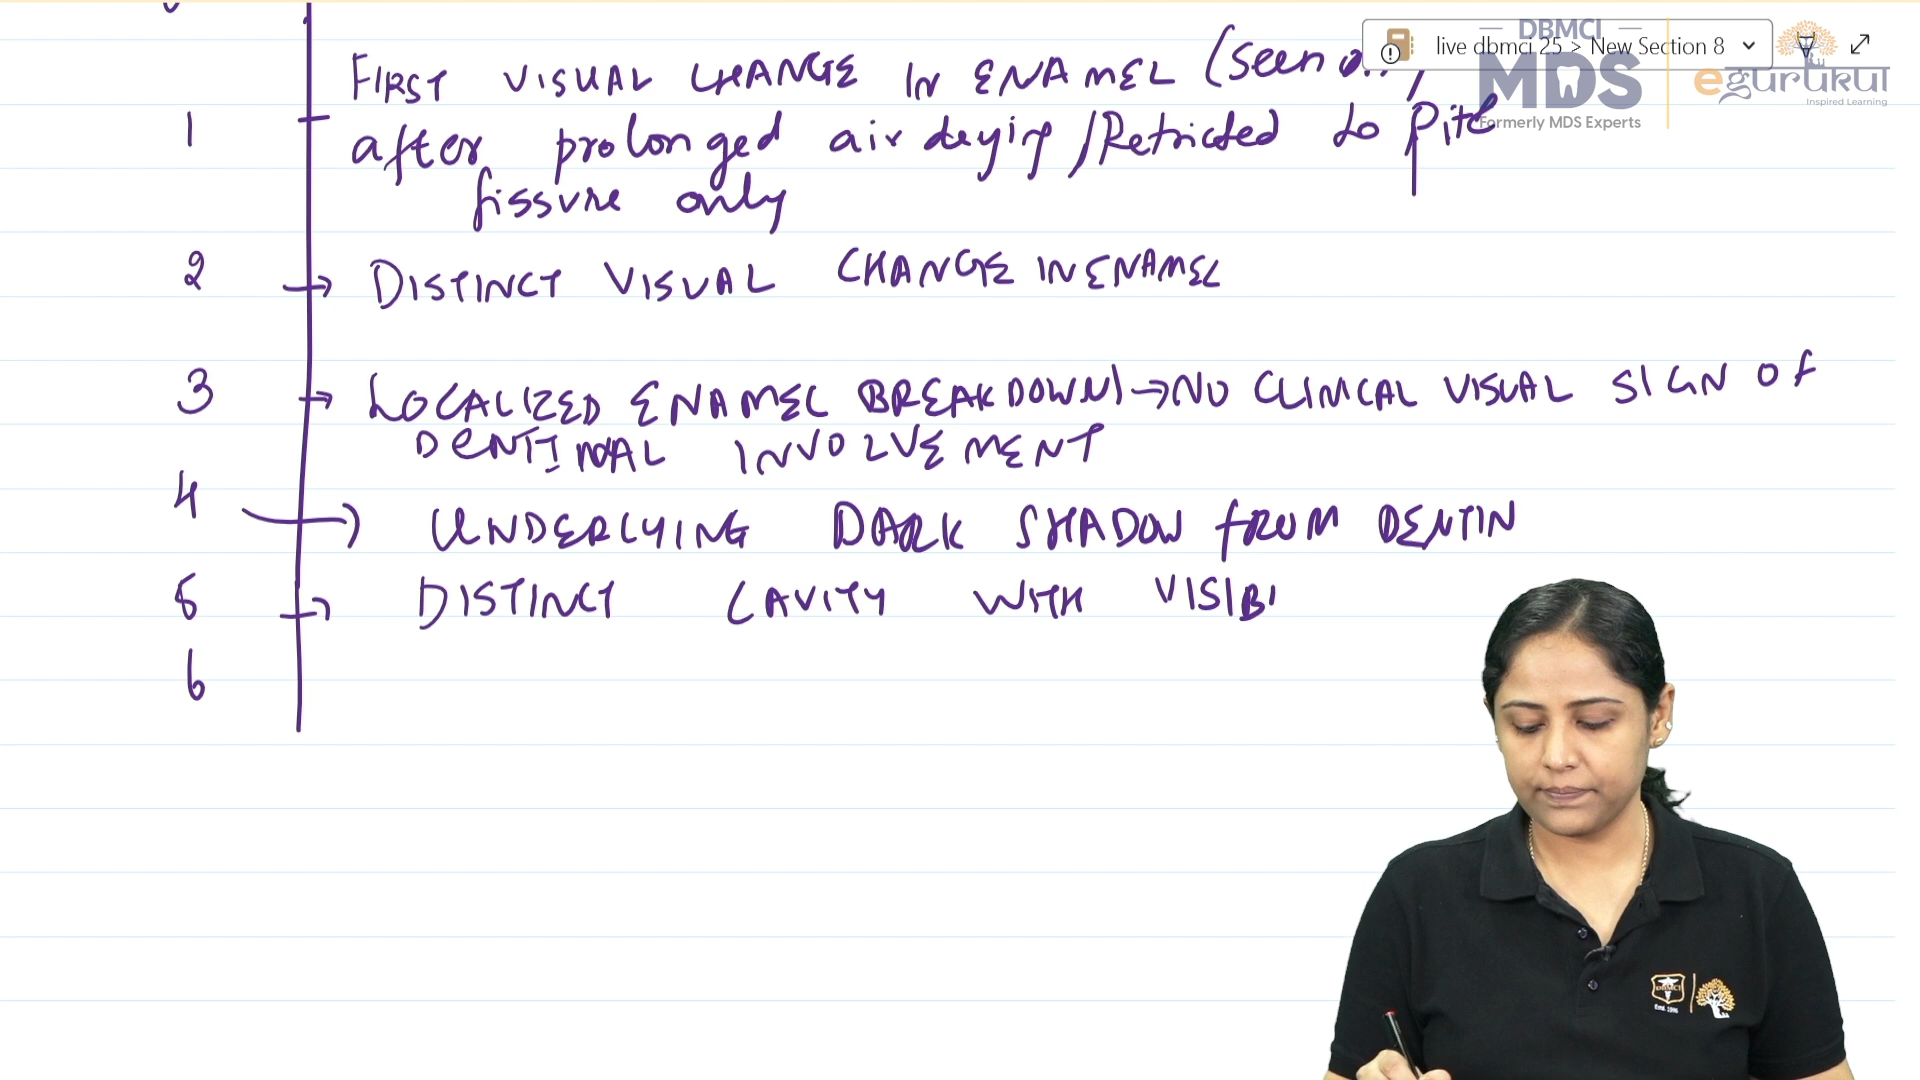 DBMCI
live dbmci 25 > New Section 8
MDS
egurukul
Inspired Learning
Formerly MDS Experts
FIRST VISUAL CHANGE IN ENAMEL (Seen
1 after prolonged air drying / Retricted to Pit &
fissure only
2 → DISTINCT VISUAL CHANGE IN ENAMEL
3 → LOCALIZED ENAMEL BREAKDOWN → NO CLINICAL VISUAL SIGN OF
DENTINAL INVOLVEMENT
4 → UNDERLYING DARK SHADOW FROM DENTIN
5 → DISTINCT CAVITY WITH VISIBL
6
DBMCI